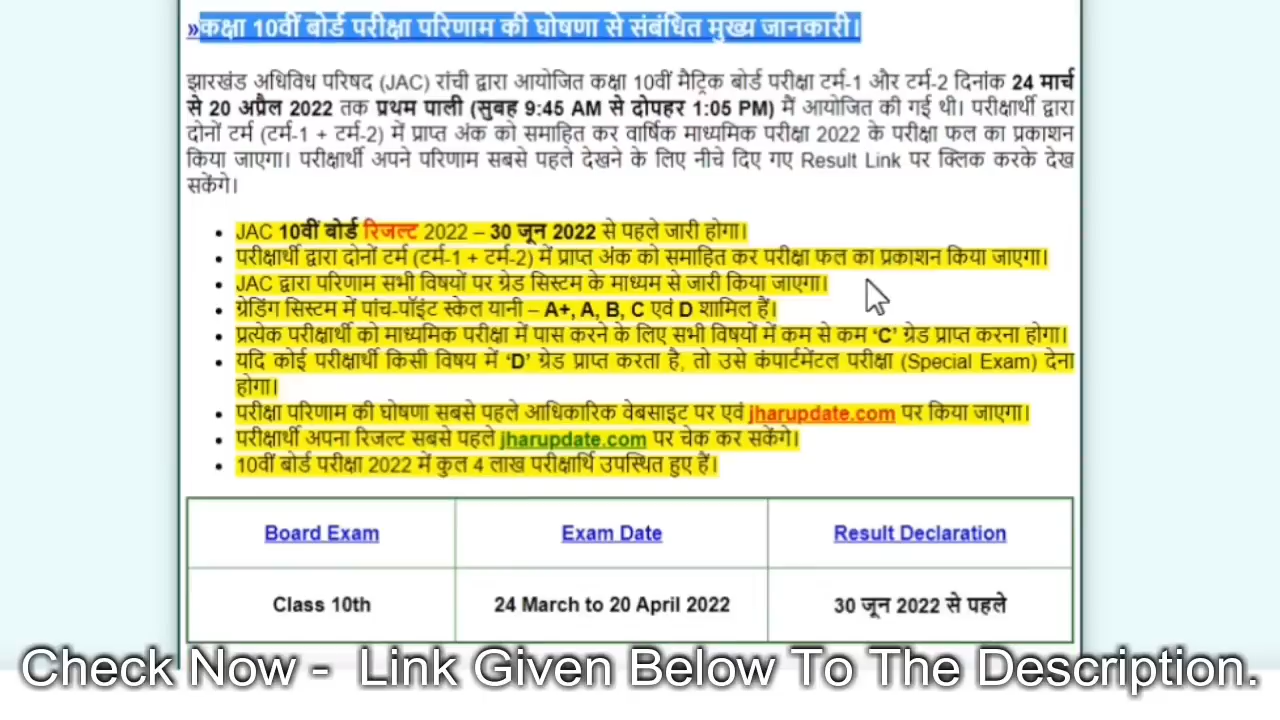 »कक्षा 10वीं बोर्ड परीक्षा परिणाम की घोषणा से संबंधित मुख्य जानकारी।
झारखंड अधिविध परिषद (JAC) रांची द्वारा आयोजित कक्षा 10वीं मैट्रिक बोर्ड परीक्षा टर्म-1 और टर्म-2 दिनांक 24 मार्च
से 20 अप्रैल 2022 तक प्रथम पाली (सुबह 9:45 AM से दोपहर 1:05 PM) में आयोजित की गई थी। परीक्षार्थी द्वारा
दोनों टर्म (टर्म-1 + टर्म-2) में प्राप्त अंक को समाहित कर वार्षिक माध्यमिक परीक्षा 2022 के परीक्षा फल का प्रकाशन
किया जाएगा। परीक्षार्थी अपने परिणाम सबसे पहले देखने के लिए नीचे दिए गए Result Link पर क्लिक करके देख
सकेंगे।
• JAC 10वीं बोर्ड रिजल्ट 2022 – 30 जून 2022 से पहले जारी होगा।
• परीक्षार्थी द्वारा दोनों टर्म (टर्म-1 + टर्म-2) में प्राप्त अंक को समाहित कर परीक्षा फल का प्रकाशन किया जाएगा।
• JAC द्वारा परिणाम सभी विषयों पर ग्रेड सिस्टम के माध्यम से जारी किया जाएगा।
• ग्रेडिंग सिस्टम में पांच-पॉइंट स्केल यानी – A+, A, B, C एवं D शामिल हैं।
• प्रत्येक परीक्षार्थी को माध्यमिक परीक्षा में पास करने के लिए सभी विषयों में कम से कम ‘C’ ग्रेड प्राप्त करना होगा।
• यदि कोई परीक्षार्थी किसी विषय में ‘D’ ग्रेड प्राप्त करता है, तो उसे कंपार्टमेंटल परीक्षा (Special Exam) देना
होगा।
• परीक्षा परिणाम की घोषणा सबसे पहले आधिकारिक वेबसाइट पर एवं jharupdate.com पर किया जाएगा।
• परीक्षार्थी अपना रिजल्ट सबसे पहले jharupdate.com पर चेक कर सकेंगे।
• 10वीं बोर्ड परीक्षा 2022 में कुल 4 लाख परीक्षार्थि उपस्थित हुए हैं।
Board Exam Exam Date Result Declaration
Class 10th 24 March to 20 April 2022 30 जून 2022 से पहले
Check Now - Link Given Below To The Description.